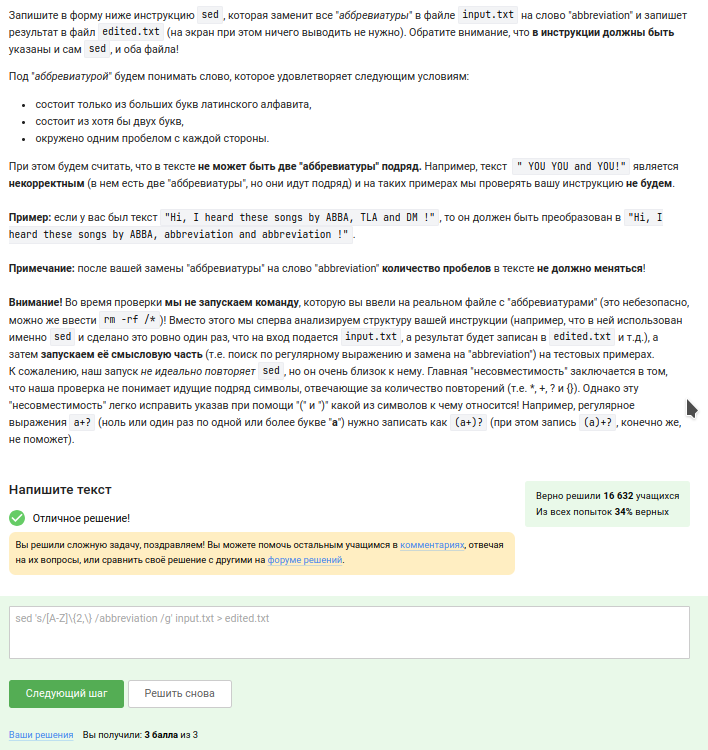 Запишите в форму ниже инструкцию sed, которая заменит все "аббревиатуры" в файле input.txt на слово "abbreviation" и запишет
результат в файл edited.txt (на экран при этом ничего выводить не нужно). Обратите внимание, что в инструкции должны быть
указаны и сам sed, и оба файла!
Под "аббревиатурой" будем понимать слово, которое удовлетворяет следующим условиям:
• состоит только из больших букв латинского алфавита,
• состоит из хотя бы двух букв,
• окружено одним пробелом с каждой стороны.
При этом будем считать, что в тексте не может быть две "аббревиатуры" подряд. Например, текст " YOU YOU and YOU!" является
некорректным (в нем есть две "аббревиатуры", но они идут подряд) и на таких примерах мы проверять вашу инструкцию не будем.
Пример: если у вас был текст "Hi, I heard these songs by ABBA, TLA and DM !", то он должен быть преобразован в "Hi, I
heard these songs by ABBA, abbreviation and abbreviation !".
Примечание: после вашей замены "аббревиатуры" на слово "abbreviation" количество пробелов в тексте не должно меняться!
Внимание! Во время проверки мы не запускаем команду, которую вы ввели на реальном файле с "аббревиатурами" (это небезопасно,
можно же ввести rm -rf /* )! Вместо этого мы сперва анализируем структуру вашей инструкции (например, что в ней использован
именно sed и сделано это ровно один раз, что на вход подается input.txt, а результат будет записан в edited.txt и т.д.), а
затем запускаем её смысловую часть (т.е. поиск по регулярному выражению и замена на "abbreviation") на тестовых примерах.
К сожалению, наш запуск не идеально повторяет sed, но он очень близок к нему. Главная "несовместимость" заключается в том,
что наша проверка не понимает идущие подряд символы, отвечающие за количество повторений (т.е. *, +, ? и {}). Однако эту
"несовместимость" легко исправить указав при помощи "(" и ")" какой из символов к чему относится! Например, регулярное
выражения a+? (ноль или один раз по одной или более букве "a") нужно записать как (a+)? (при этом запись (a)+?, конечно же,
не поможет).
Напишите текст
Верно решили 16 632 учащихся
Из всех попыток 34% верных
Отличное решение!
Вы решили сложную задачу, поздравляем! Вы можете помочь остальным учащимся в комментариях, отвечая
на их вопросы, или сравнить своё решение с другими на форуме решений.
sed 's/[A-Z]\{2,\} /abbreviation /g' input.txt > edited.txt
Следующий шаг Решить снова
Ваши решения Вы получили: 3 балла из 3